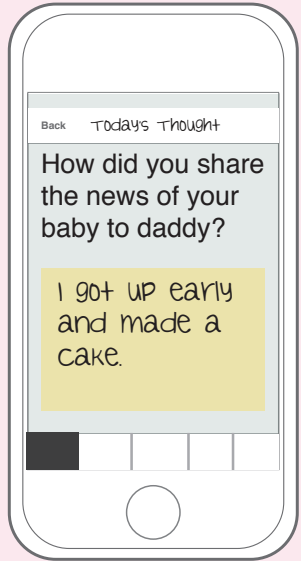 Back Today's Thought
How did you share
the news of your
baby to daddy?
I got up early
and made a
cake.